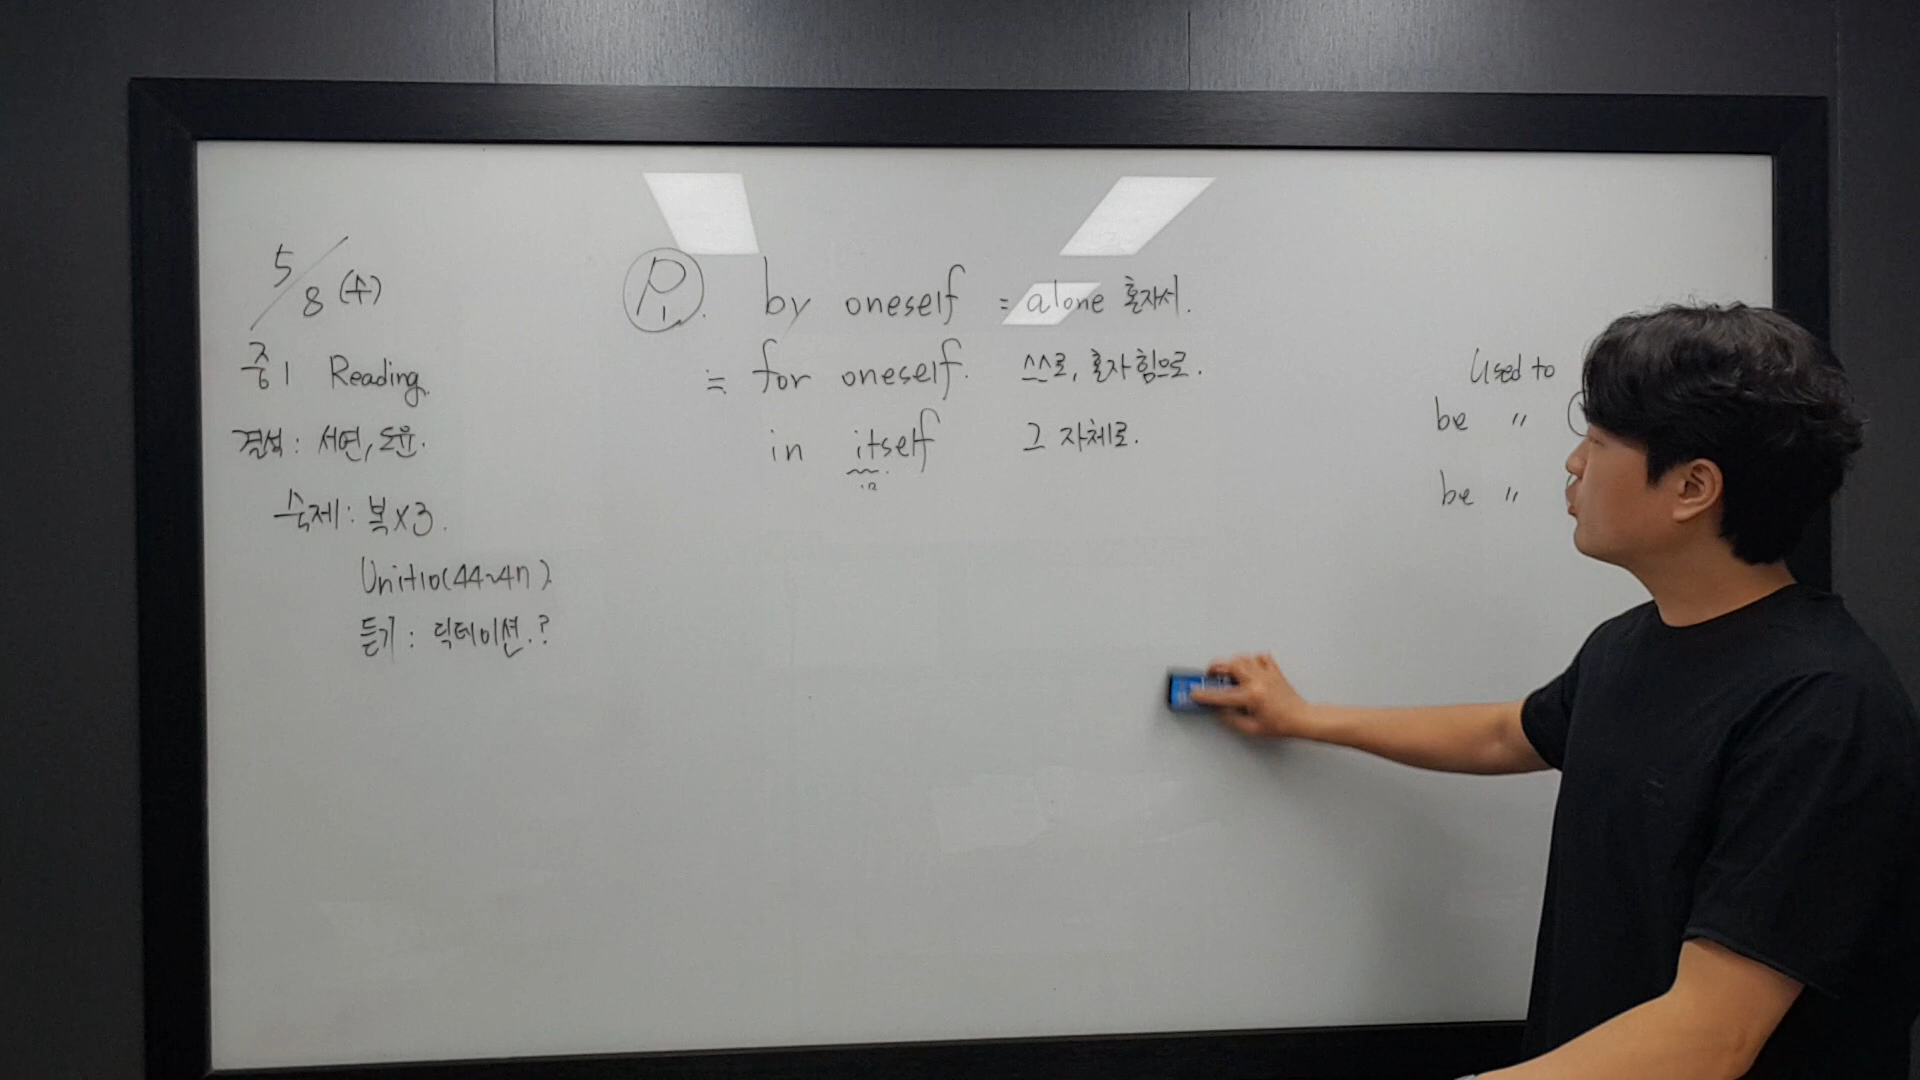 5/8 (수)
중1 Reading.
결석: 서연, 도윤.
숙제: 복x3.
Unit10(44~47)
듣기: 딕테이션.?
P1. by oneself = alone 혼자서.
≒ for oneself. 스스로, 혼자 힘으로.
in itself 그 자체로.
Used to
be 〃
be 〃